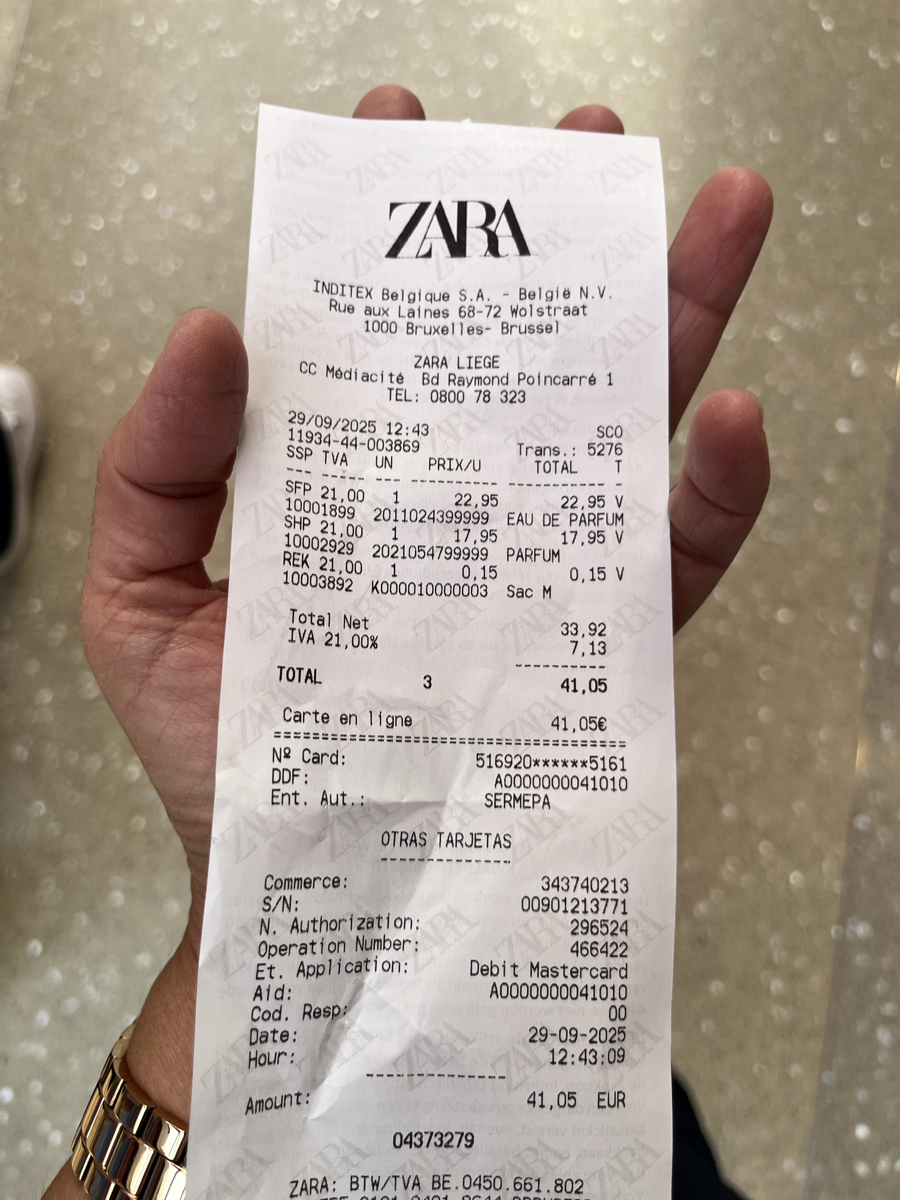 ZARA
INDITEX Belgique S.A. - België N.V.
Rue aux Laines 68-72 Wolstraat
1000 Bruxelles- Brussel
ZARA LIEGE
CC Médiacité Bd Raymond Poincarré 1
TEL: 0800 78 323
29/09/2025 12:43 SCO
11934-44-003869 Trans.: 5276
SSP TVA UN PRIX/U TOTAL T
--- ----- --- ---------- -------- -
SFP 21,00 1 22,95 22,95 V
10001899 2011024399999 EAU DE PARFUM
SHP 21,00 1 17,95 17,95 V
10002929 2021054799999 PARFUM
REK 21,00 1 0,15 0,15 V
10003892 K000010000003 Sac M
Total Net 33,92
IVA 21,00% 7,13
----------
TOTAL 3 41,05
Carte en ligne 41,05€
==========================================
Nº Card: 516920******5161
DDF: A0000000041010
Ent. Aut.: SERMEPA
OTRAS TARJETAS
--------------
Commerce: 343740213
S/N: 00901213771
N. Authorization: 296524
Operation Number: 466422
Et. Application: Debit Mastercard
Aid: A0000000041010
Cod. Resp: 00
Date: 29-09-2025
Hour: 12:43:09
---------------
Amount: 41,05 EUR
04373279
ZARA: BTW/TVA BE.0450.661.802